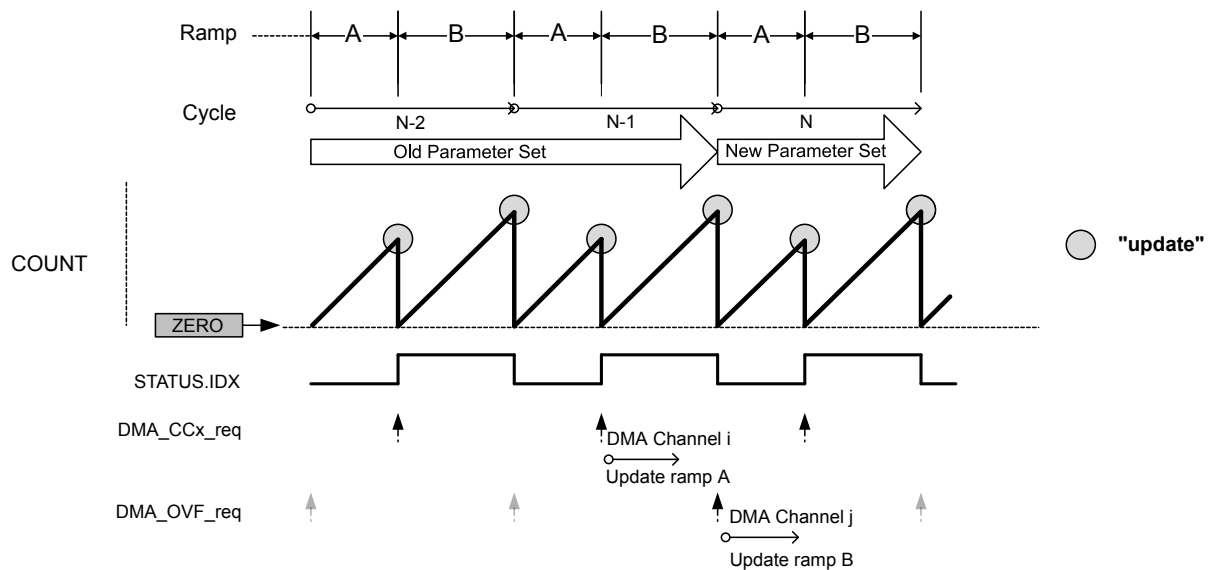 Ramp A B A B A B
Cycle
N-2 N-1 N
Old Parameter Set New Parameter Set
"update"
COUNT
ZERO
STATUS.IDX
DMA_CCx_req
DMA Channel i
Update ramp A
DMA_OVF_req
DMA Channel j
Update ramp B